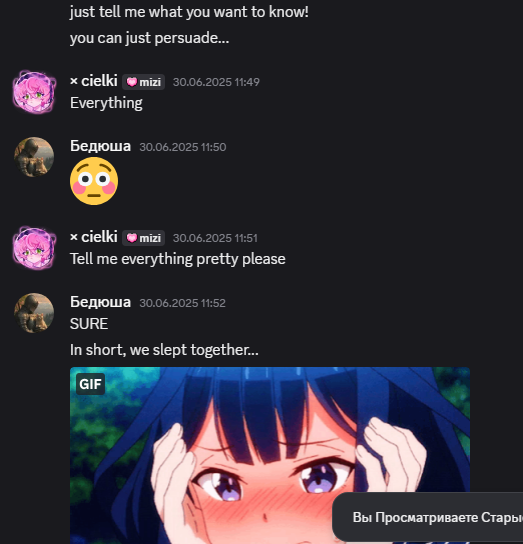 just tell me what you want to know!
you can just persuade...
× cielki mizi 30.06.2025 11:49
Everything
Бедюша 30.06.2025 11:50
× cielki mizi 30.06.2025 11:51
Tell me everything pretty please
Бедюша 30.06.2025 11:52
SURE
In short, we slept together...
GIF
Вы Просматриваете Стары